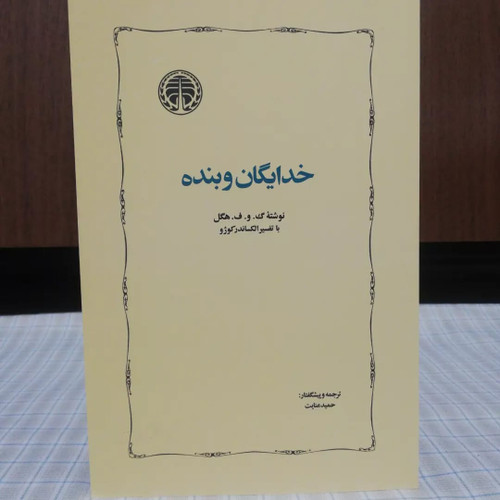 خدایگان و بنده
نوشتهٔ گ. و. ف. هگل
با تفسیر الکساندر کوژو
ترجمه و پیشگفتار:
حمید عنایت